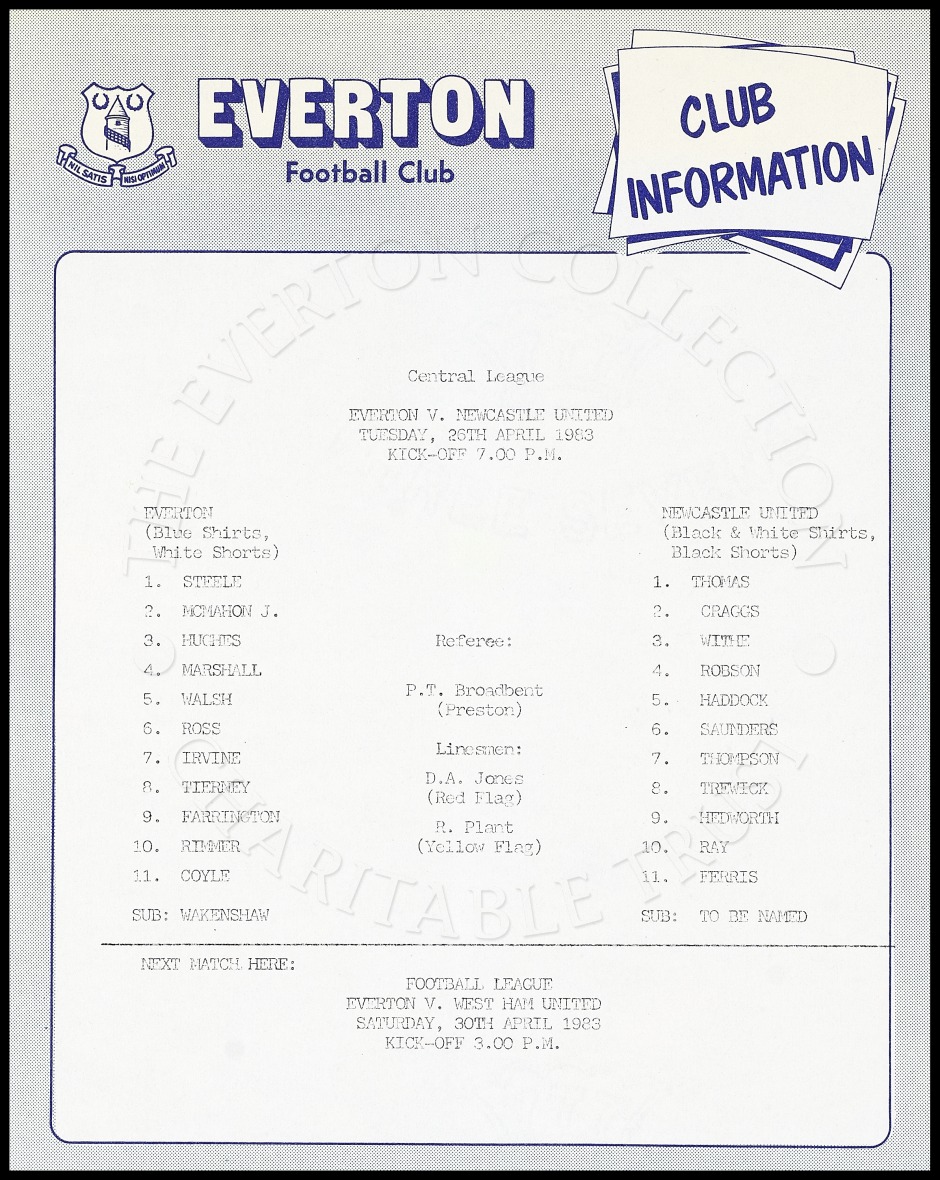 EVERTON
Football Club
NIL SATIS NISI OPTIMUM
CLUB
INFORMATION
THE EVERTON COLLECTION
CHARITABLE TRUST
Central League
EVERTON V. NEWCASTLE UNITED
TUESDAY, 26TH APRIL 1983
KICK-OFF 7.00 P.M.
EVERTON
(Blue Shirts,
White Shorts)
1. STEELE
2. MCMAHON J.
3. HUGHES
4. MARSHALL
5. WALSH
6. ROSS
7. IRVINE
8. TIERNEY
9. FARRINGTON
10. RIMMER
11. COYLE
SUB: WAKENSHAW
Referee:
P.T. Broadbent
(Preston)
Linesmen:
D.A. Jones
(Red Flag)
R. Plant
(Yellow Flag)
NEWCASTLE UNITED
(Black & White Shirts,
Black Shorts)
1. THOMAS
2. CRAGGS
3. WITHE
4. ROBSON
5. HADDOCK
6. SAUNDERS
7. THOMPSON
8. TREWICK
9. HEDWORTH
10. RAY
11. FERRIS
SUB: TO BE NAMED
NEXT MATCH HERE:
FOOTBALL LEAGUE
EVERTON V. WEST HAM UNITED
SATURDAY, 30TH APRIL 1983
KICK-OFF 3.00 P.M.